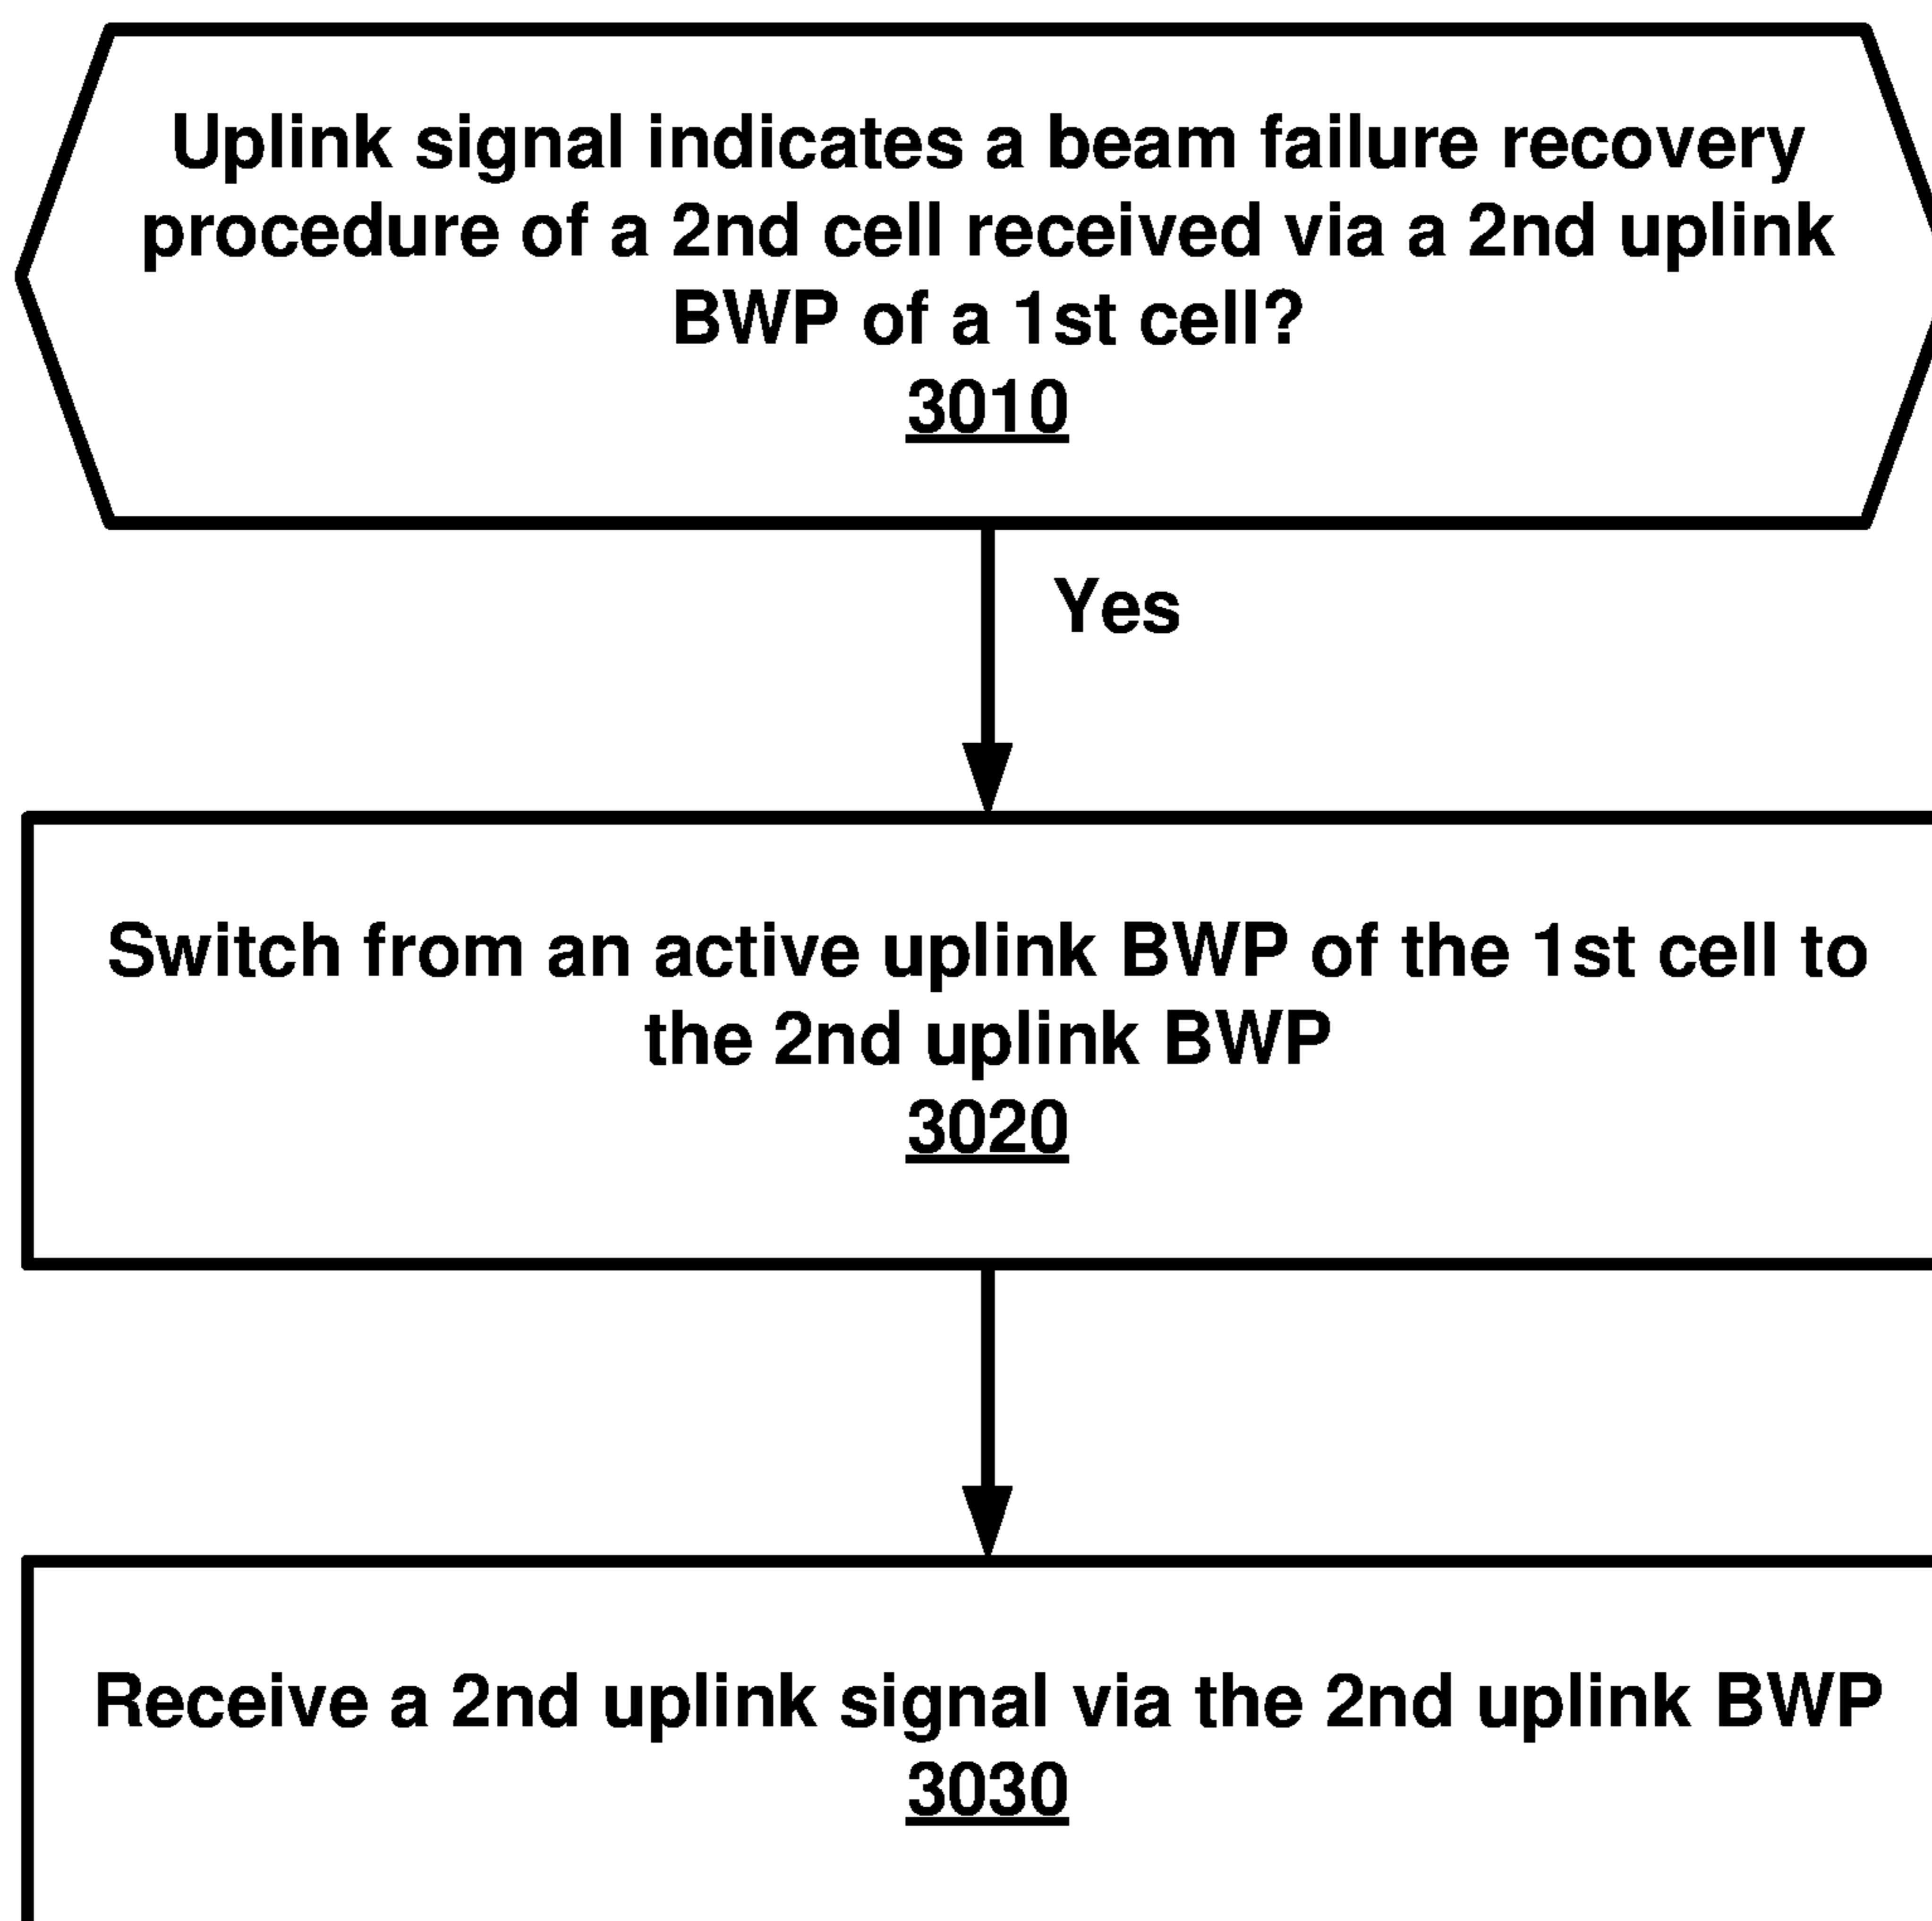 Uplink signal indicates a beam failure recovery
procedure of a 2nd cell received via a 2nd uplink
BWP of a 1st cell?
3010
Yes
Switch from an active uplink BWP of the 1st cell to
the 2nd uplink BWP
3020
Receive a 2nd uplink signal via the 2nd uplink BWP
3030